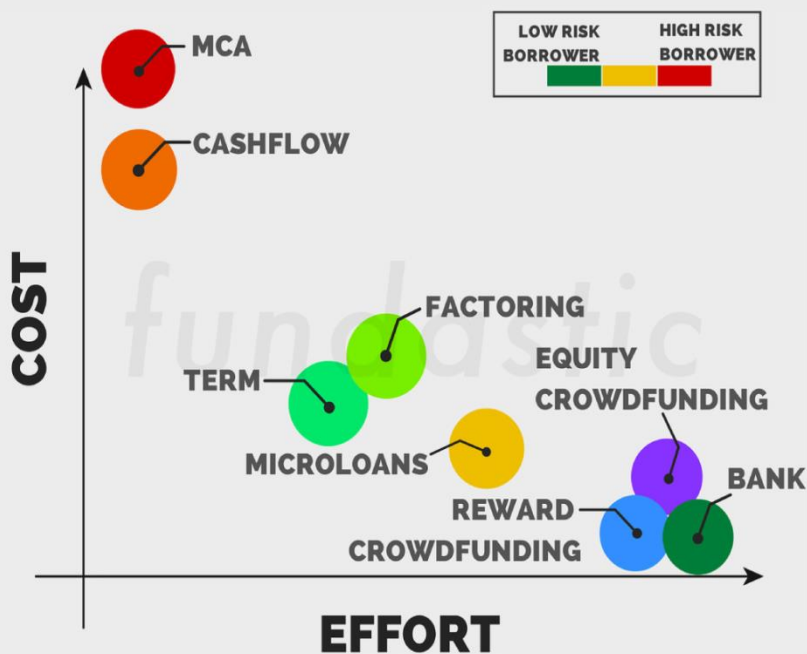 MCA
LOW RISK
BORROWER
HIGH RISK
BORROWER
CASHFLOW
COST
fundastic
FACTORING
TERM
EQUITY
CROWDFUNDING
MICROLOANS
BANK
REWARD
CROWDFUNDING
EFFORT